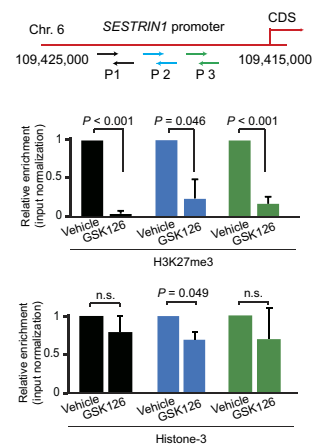 Chr. 6 SESTRIN1 promoter CDS
109,425,000 109,415,000
P1 P 2 P 3
P < 0.001 P = 0.046 P < 0.001
Relative enrichment
(input normalization)
1
0.5
0
Vehicle GSK126 Vehicle GSK126 Vehicle GSK126
H3K27me3
n.s. P = 0.049 n.s.
Relative enrichment
(input normalization)
1
0.5
0
Vehicle GSK126 Vehicle GSK126 Vehicle GSK126
Histone-3